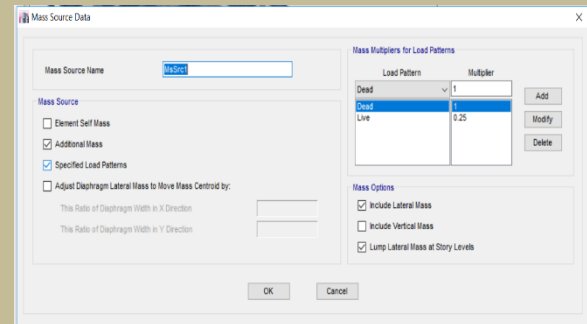 Mass Source Data
X
Mass Source Name
MsSrc1
Mass Source
Element Self Mass
Additional Mass
Specified Load Patterns
Adjust Diaphragm Lateral Mass to Move Mass Centroid by:
This Ratio of Diaphragm Width in X Direction
This Ratio of Diaphragm Width in Y Direction
Mass Multipliers for Load Patterns
Load Pattern Multiplier
Dead 1
Dead 1
Live 0.25
Add
Modify
Delete
Mass Options
Include Lateral Mass
Include Vertical Mass
Lump Lateral Mass at Story Levels
OK Cancel